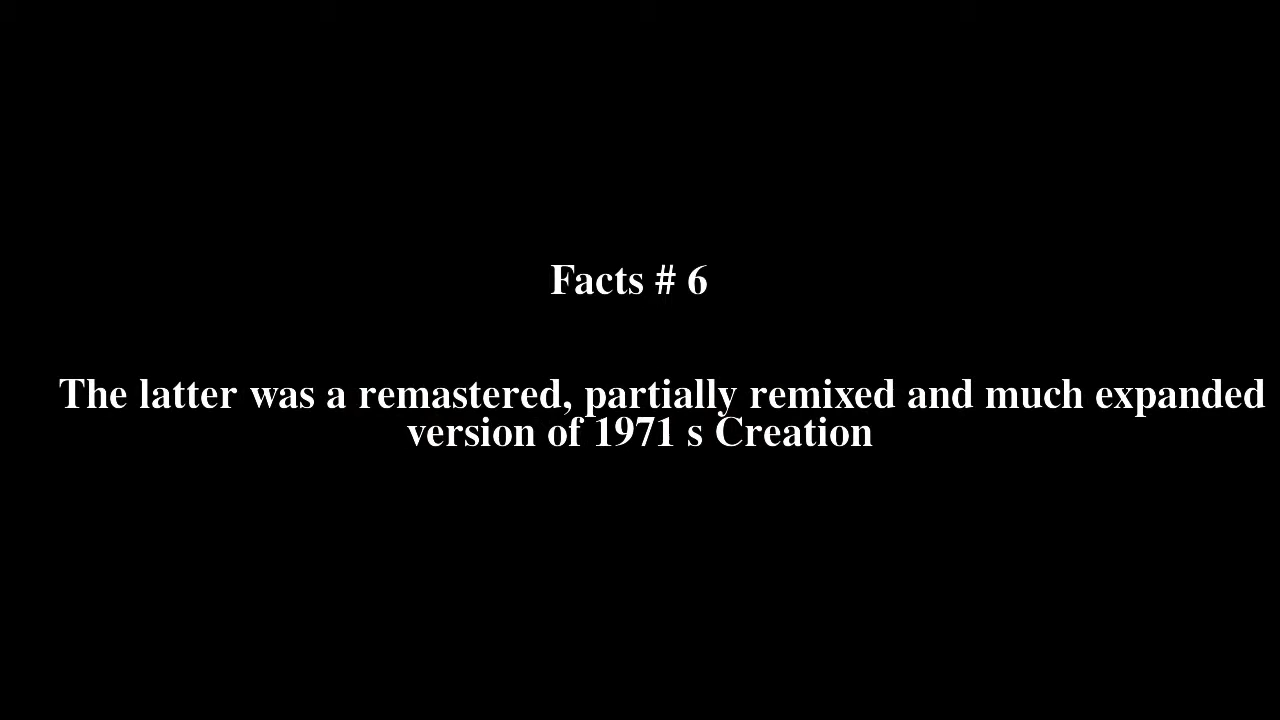 Facts # 6
The latter was a remastered, partially remixed and much expanded
version of 1971 s Creation